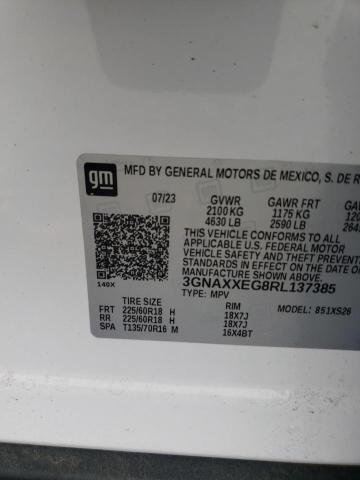 gm
MFD BY GENERAL MOTORS DE MEXICO, S. DE R
07/23 GVWR GAWR FRT
2100 KG 1175 KG
4630 LB 2590 LB
THIS VEHICLE CONFORMS TO ALL
APPLICABLE U.S. FEDERAL MOTOR
VEHICLE SAFETY AND THEFT PREVENTION
STANDARDS IN EFFECT ON THE DATE OF
MANUFACTURE SHOWN ABOVE.
3GNAXXEG8RL137385
140X TYPE: MPV
TIRE SIZE RIM MODEL: 851XS26
FRT 225/60R18 H 18X7J
RR 225/60R18 H 18X7J
SPA T135/70R16 M 16X4BT